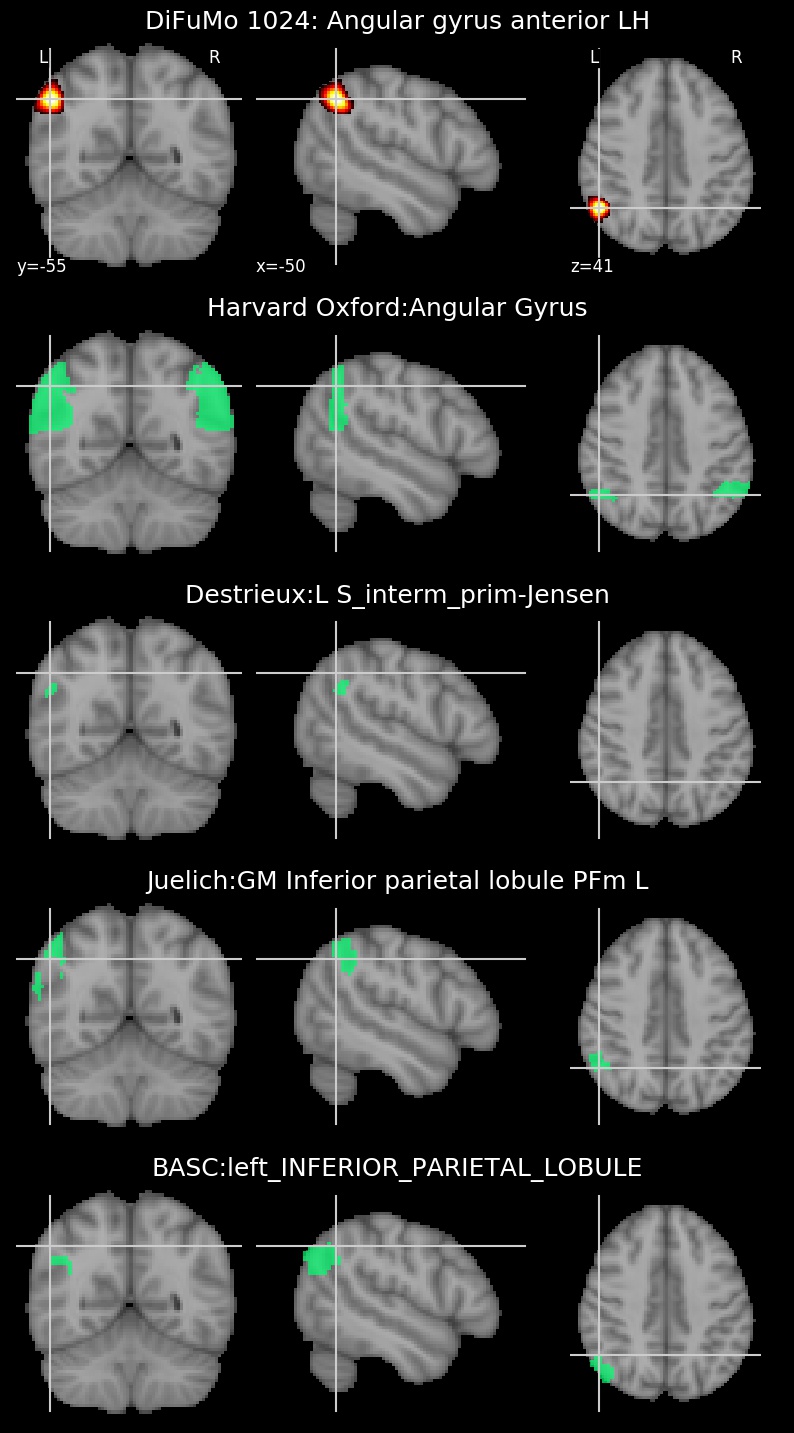 DiFuMo 1024: Angular gyrus anterior LH
L R L R
y=-55 x=-50 z=41
Harvard Oxford:Angular Gyrus
Destrieux:L S_interm_prim-Jensen
Juelich:GM Inferior parietal lobule PFm L
BASC:left_INFERIOR_PARIETAL_LOBULE